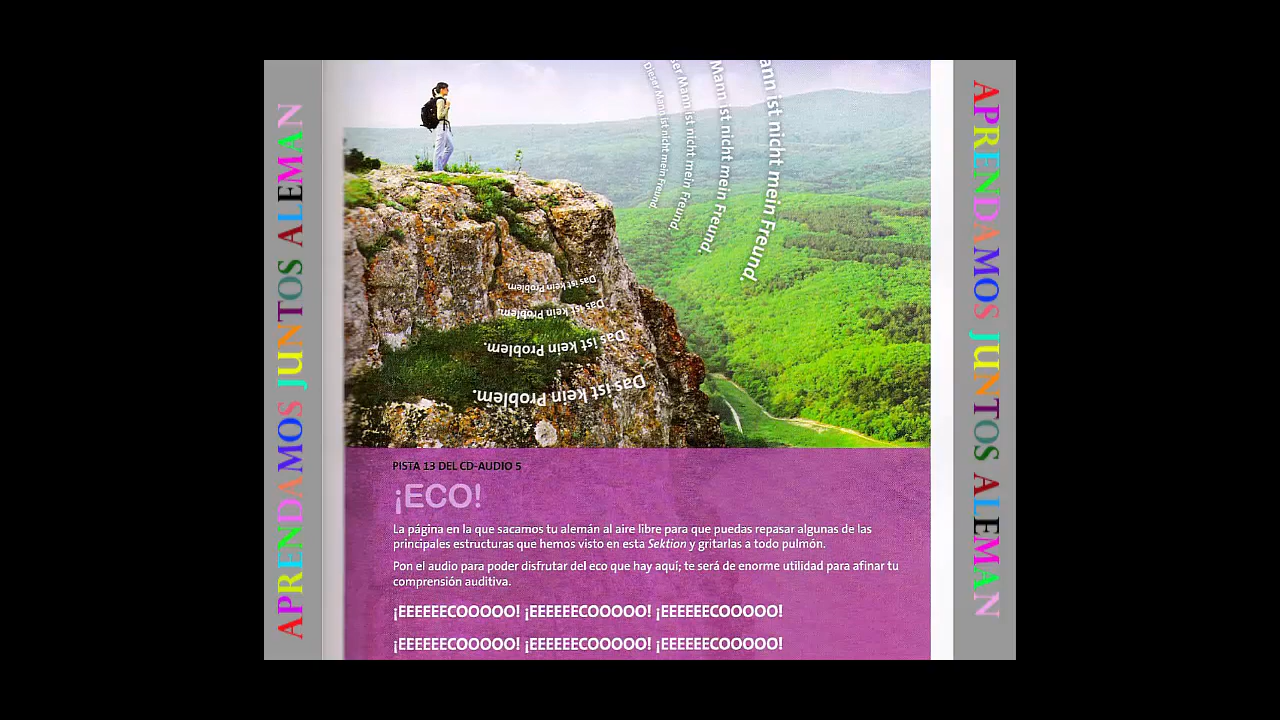 APRENDAMOS JUNTOS ALEMAN
Dieser Mann ist nicht mein Freund.
ser Mann ist nicht mein Freund.
Mann ist nicht mein Freund.
ann ist nicht mein Freund.
Das ist kein Problem.
Das ist kein Problem.
Das ist kein Problem.
Das ist kein Problem.
PISTA 13 DEL CD-AUDIO 5
¡ECO!
La página en la que sacamos tu alemán al aire libre para que puedas repasar algunas de las
principales estructuras que hemos visto en esta Sektion y gritarlas a todo pulmón.
Pon el audio para poder disfrutar del eco que hay aquí; te será de enorme utilidad para afinar tu
comprensión auditiva.
¡EEEEEECOOOOO! ¡EEEEEECOOOOO! ¡EEEEEECOOOOO!
¡EEEEEECOOOOO! ¡EEEEEECOOOOO! ¡EEEEEECOOOOO!
APRENDAMOS JUNTOS ALEMAN